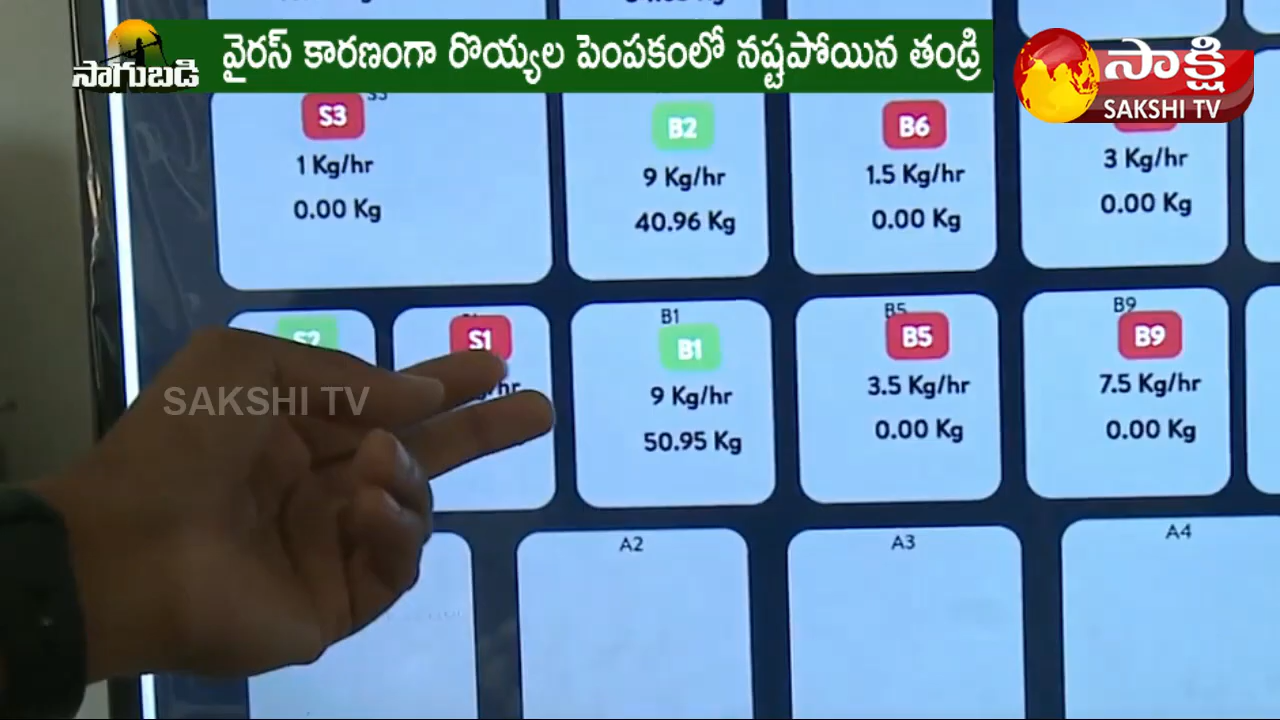 సాగుబడి
వైరస్ కారణంగా రొయ్యల పెంపకంలో నష్టపోయిన తండ్రి
సాక్షి
SAKSHI TV
S3
1 Kg/hr
0.00 Kg
B2
9 Kg/hr
40.96 Kg
B6
1.5 Kg/hr
0.00 Kg
3 Kg/hr
0.00 Kg
S2
S1
B1
B1
9 Kg/hr
50.95 Kg
B5
B5
3.5 Kg/hr
0.00 Kg
B9
B9
7.5 Kg/hr
0.00 Kg
SAKSHI TV
A2
A3
A4